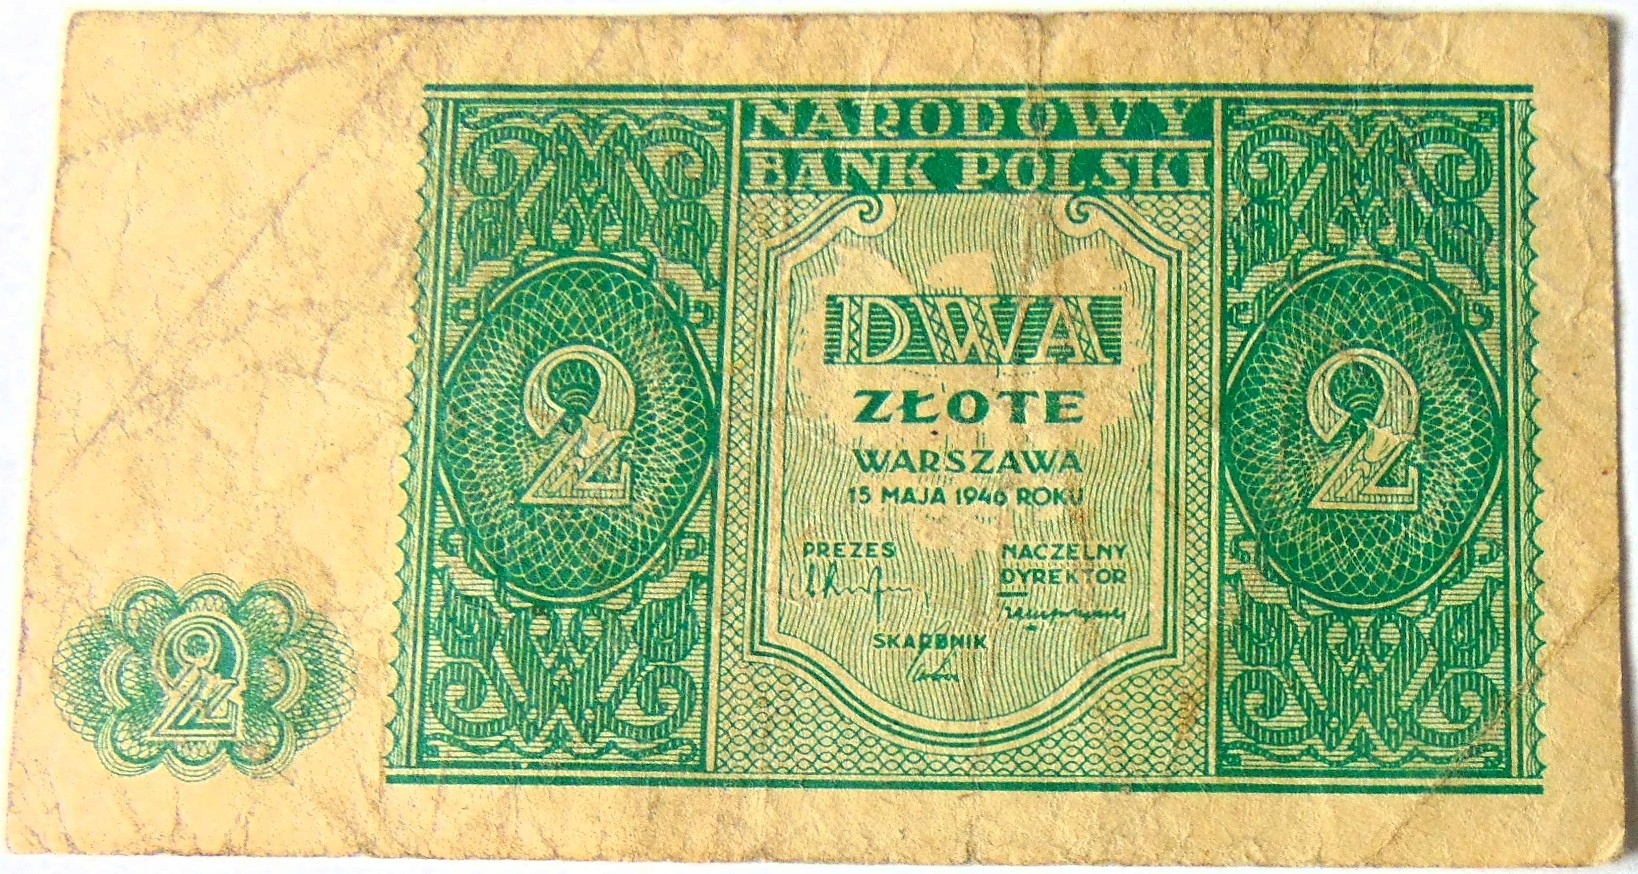 NARODOWY
BANK POLSKI
DWA
ZŁOTE
WARSZAWA
15 MAJA 1946 ROKU
PREZES
NACZELNY
DYREKTOR
SKARBNIK
2
2
2